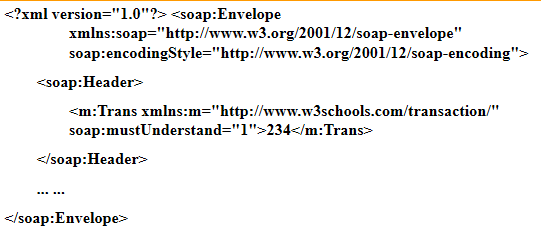 <?xml version="1.0"?> <soap:Envelope
xmlns:soap="http://www.w3.org/2001/12/soap-envelope"
soap:encodingStyle="http://www.w3.org/2001/12/soap-encoding">
<soap:Header>
<m:Trans xmlns:m="http://www.w3schools.com/transaction/"
soap:mustUnderstand="1">234</m:Trans>
</soap:Header>
... ...
</soap:Envelope>